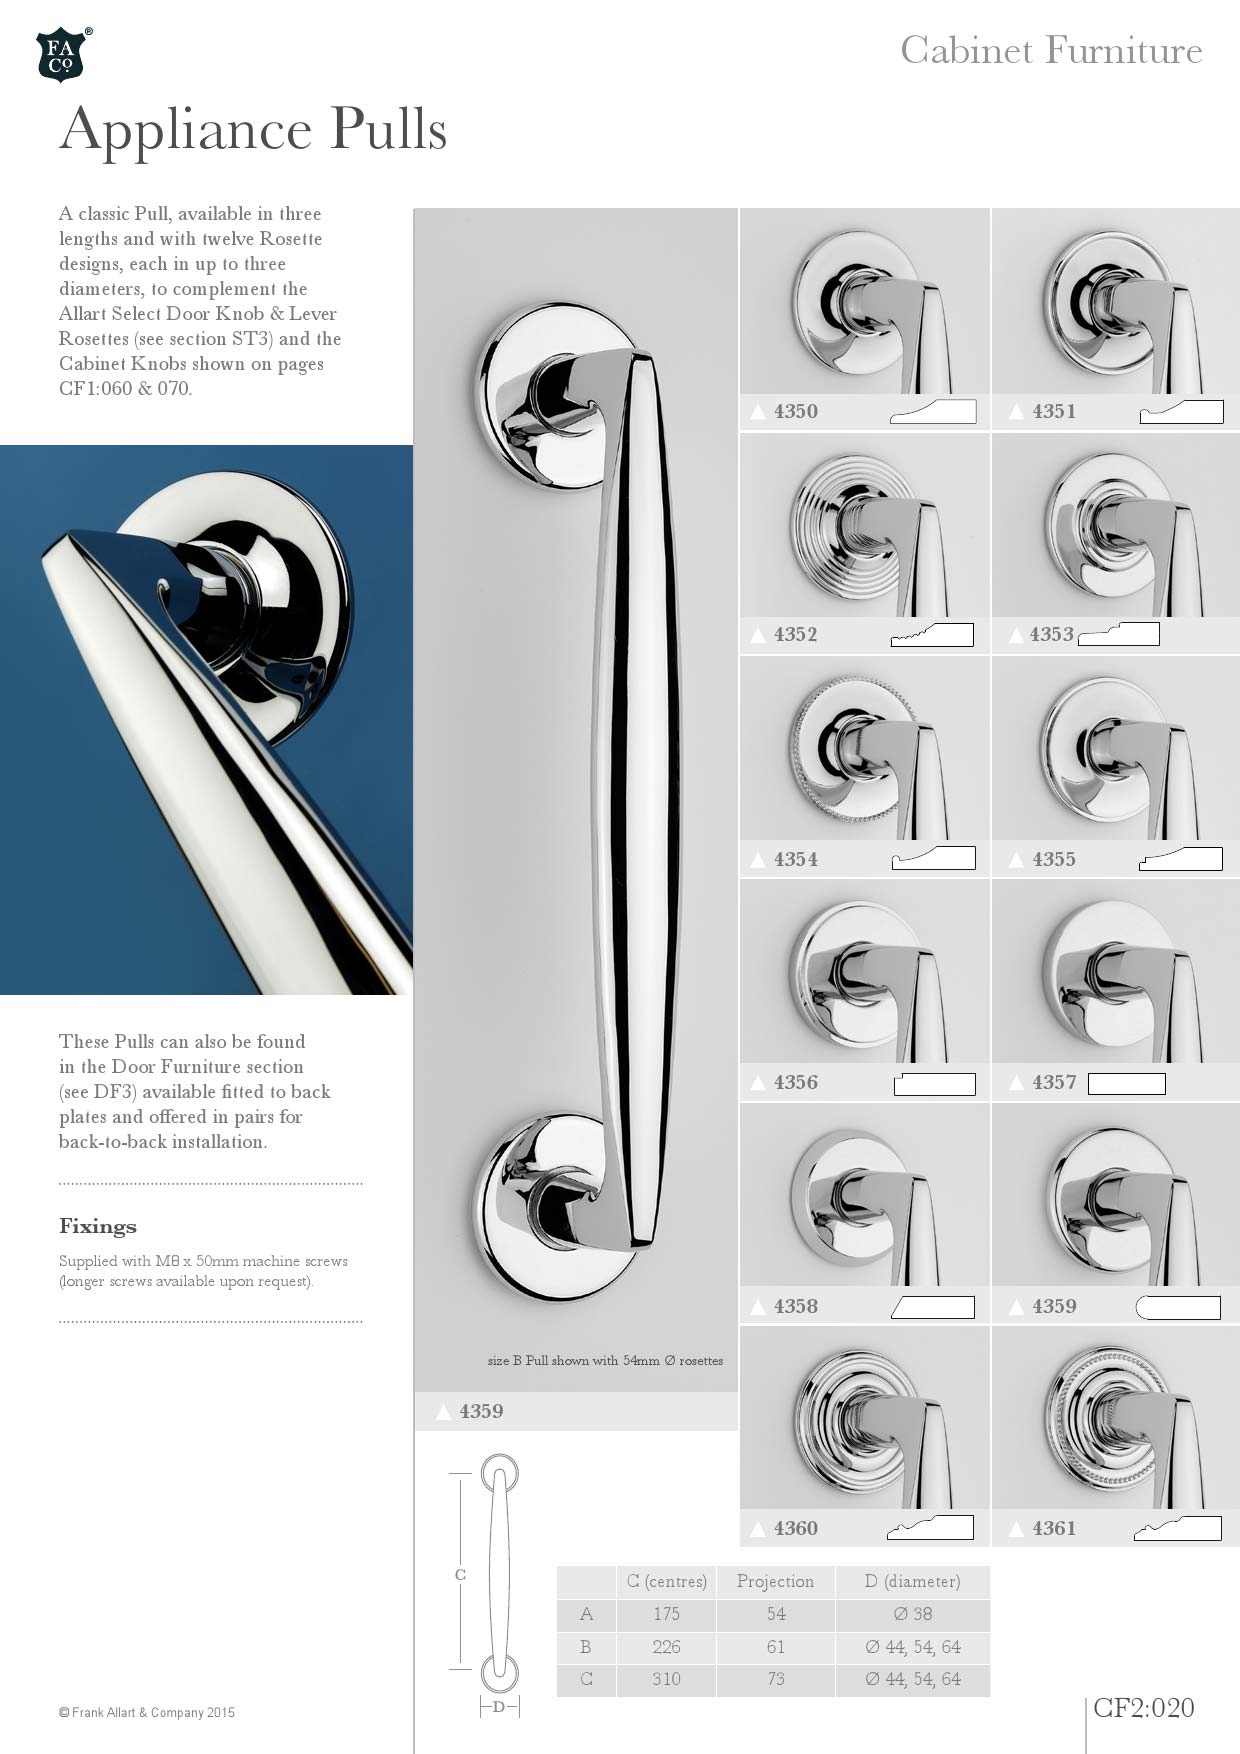 FA
Co.
®
Cabinet Furniture
Appliance Pulls
A classic Pull, available in three
lengths and with twelve Rosette
designs, each in up to three
diameters, to complement the
Allart Select Door Knob & Lever
Rosettes (see section ST3) and the
Cabinet Knobs shown on pages
CF1:060 & 070.
These Pulls can also be found
in the Door Furniture section
(see DF3) available fitted to back
plates and offered in pairs for
back-to-back installation.
Fixings
Supplied with M8 x 50mm machine screws
(longer screws available upon request).
size B Pull shown with 54mm Ø rosettes
4359
4350
4351
4352
4353
4354
4355
4356
4357
4358
4359
4360
4361
C
D
C (centres) Projection D (diameter)
A 175 54 Ø 38
B 226 61 Ø 44, 54, 64
C 310 73 Ø 44, 54, 64
© Frank Allart & Company 2015
CF2:020